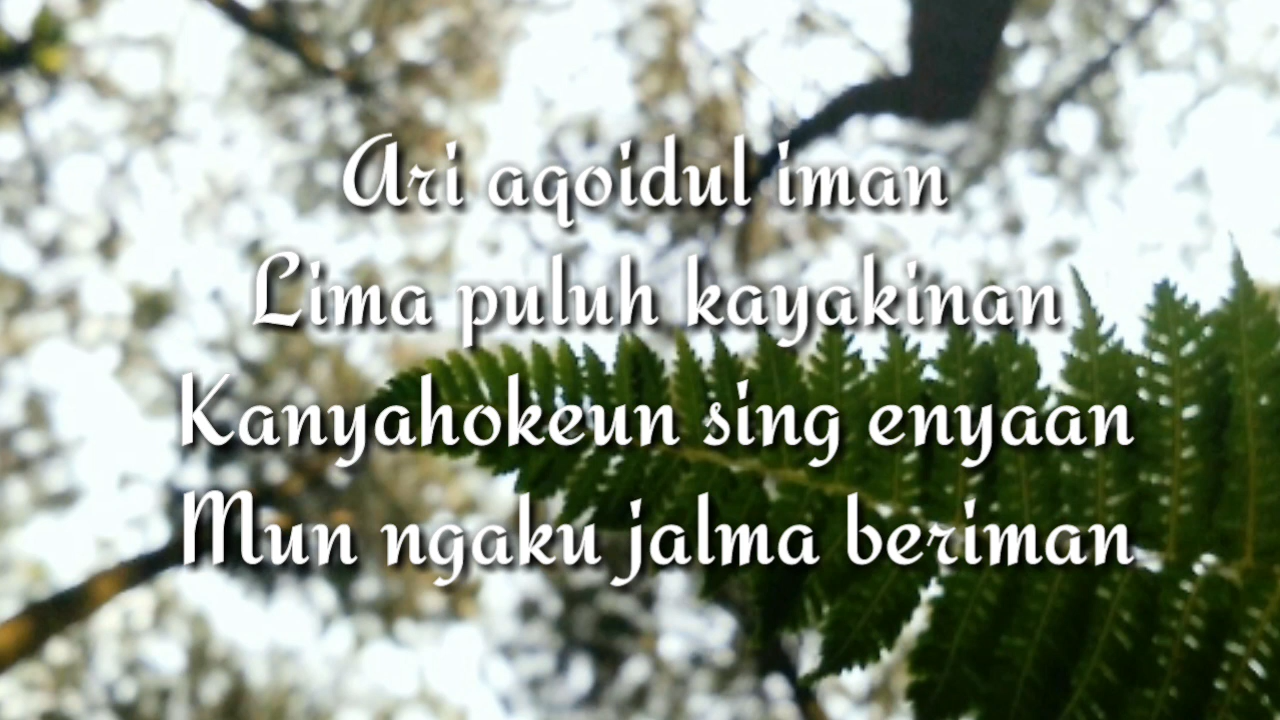 Ari aqoidul iman
Lima puluh kayakinan
Kanyahokeun sing enyaan
Mun ngaku jalma beriman